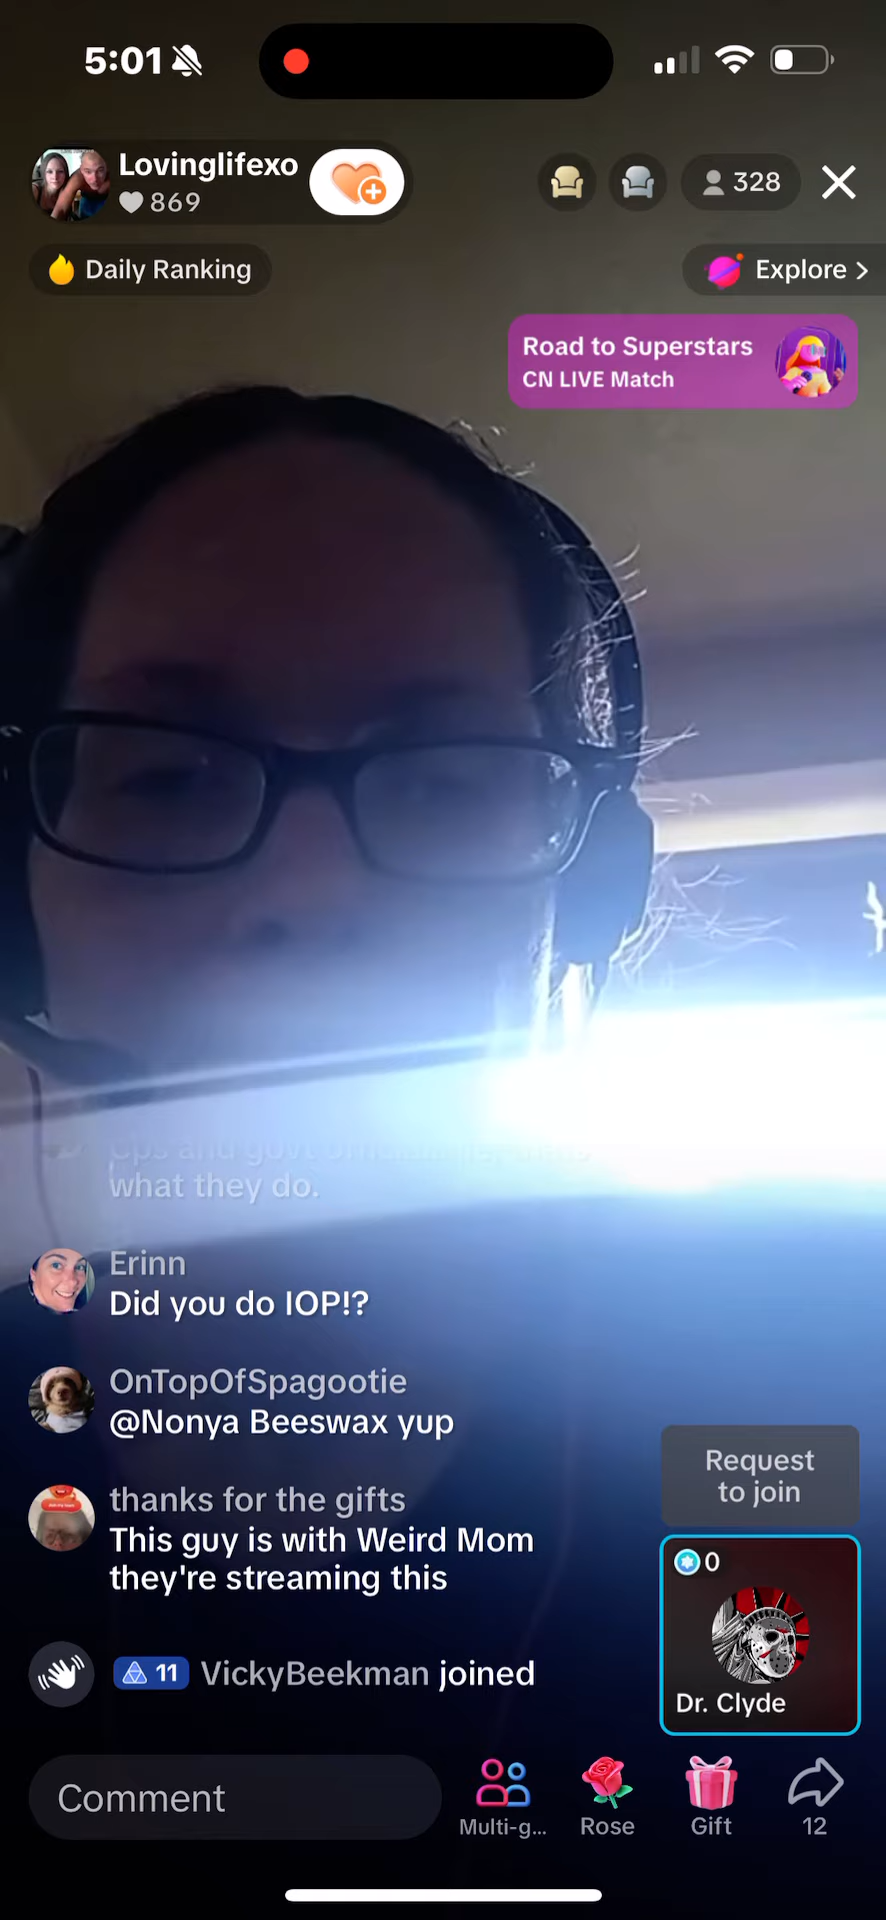 5:01
Lovinglifexo
869
328
Daily Ranking
Explore >
Road to Superstars
CN LIVE Match
and govt
what they do.
Erinn
Did you do IOP!?
OnTopOfSpagootie
@Nonya Beeswax yup
thanks for the gifts
This guy is with Weird Mom
they're streaming this
11 VickyBeekman joined
Request
to join
0
Dr. Clyde
Comment
Multi-g...
Rose
Gift
12